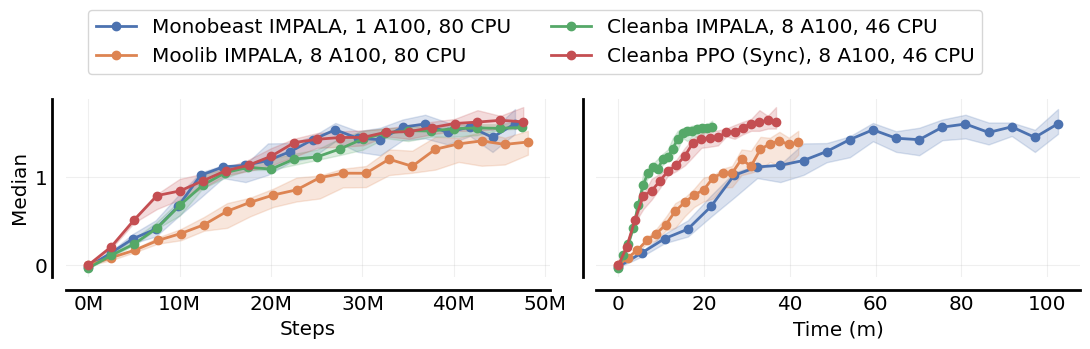 Monobeast IMPALA, 1 A100, 80 CPU
Moolib IMPALA, 8 A100, 80 CPU
Cleanba IMPALA, 8 A100, 46 CPU
Cleanba PPO (Sync), 8 A100, 46 CPU
Median
1
0
0M 10M 20M 30M 40M 50M
Steps
0 20 40 60 80 100
Time (m)